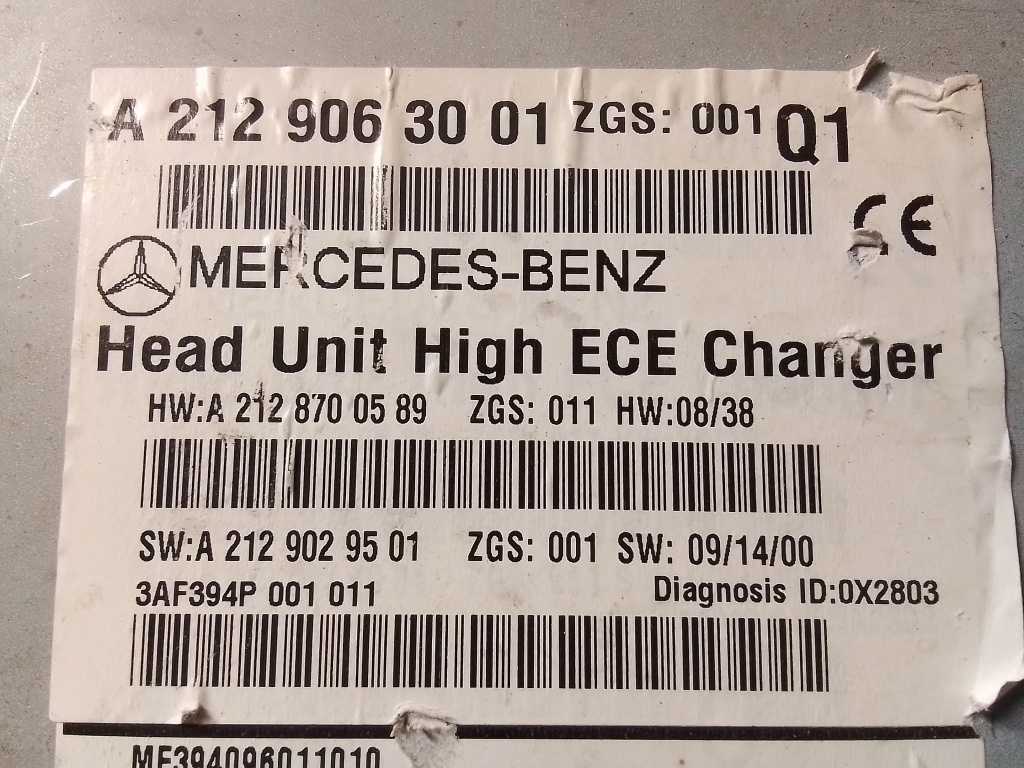 A 212 906 30 01 ZGS: 001 Q1
CE
MERCEDES-BENZ
Head Unit High ECE Changer
HW:A 212 870 05 89 ZGS: 011 HW:08/38
SW:A 212 902 95 01 ZGS: 001 SW: 09/14/00
3AF394P 001 011 Diagnosis ID:0X2803
MF394096011010